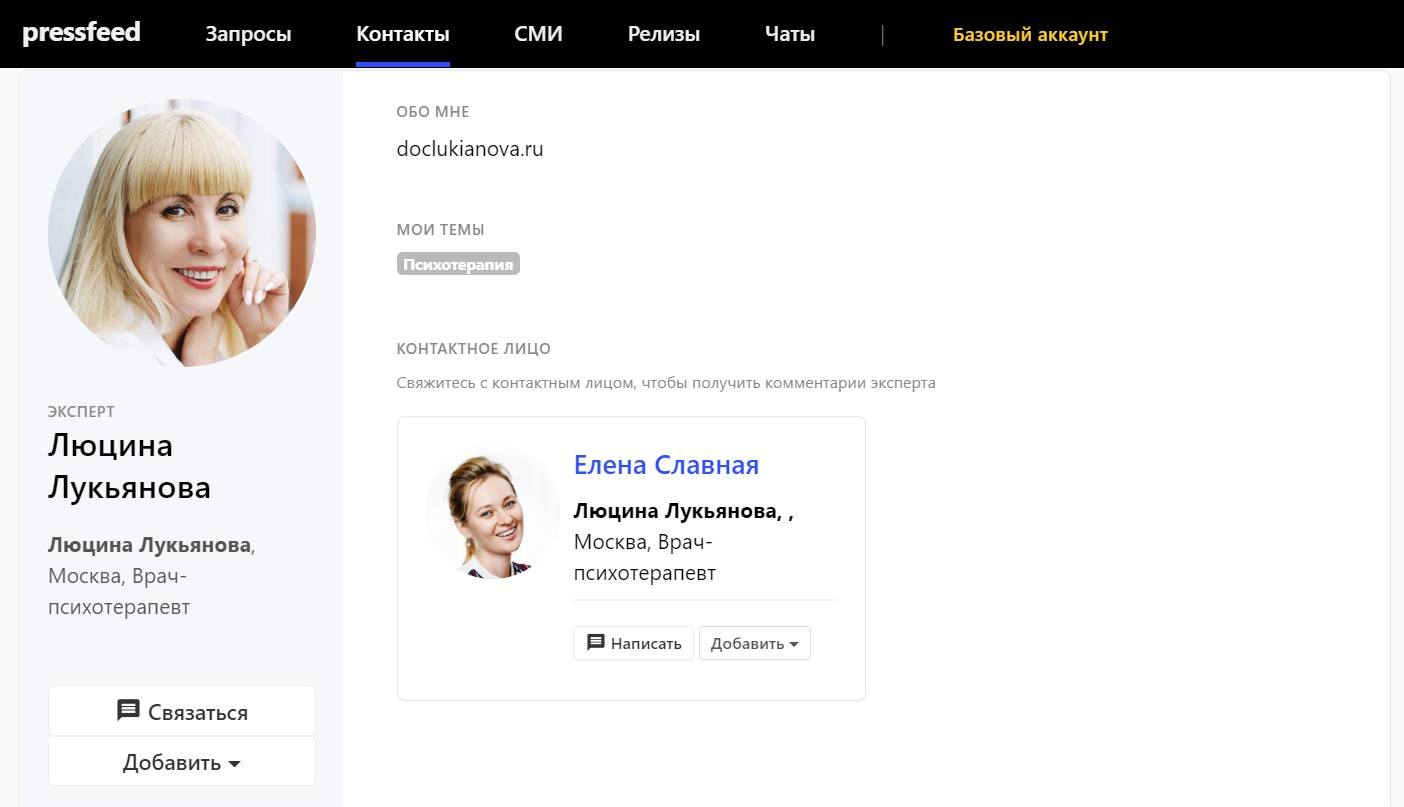 pressfeed Запросы Контакты СМИ Релизы Чаты | Базовый аккаунт
ЭКСПЕРТ
Люцина
Лукьянова
Люцина Лукьянова,
Москва, Врач-
психотерапевт
Связаться
Добавить
ОБО МНЕ
doclukianova.ru
МОИ ТЕМЫ
Психотерапия
КОНТАКТНОЕ ЛИЦО
Свяжитесь с контактным лицом, чтобы получить комментарии эксперта
Елена Славная
Люцина Лукьянова, ,
Москва, Врач-
психотерапевт
Написать Добавить